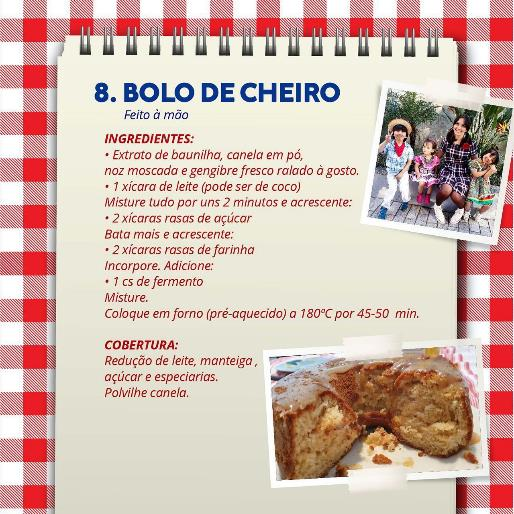 8. BOLO DE CHEIRO
Feito à mão
INGREDIENTES:
• Extrato de baunilha, canela em pó,
noz moscada e gengibre fresco ralado à gosto.
• 1 xícara de leite (pode ser de coco)
Misture tudo por uns 2 minutos e acrescente:
• 2 xícaras rasas de açúcar
Bata mais e acrescente:
• 2 xícaras rasas de farinha
Incorpore. Adicione:
• 1 cs de fermento
Misture.
Coloque em forno (pré-aquecido) a 180ºC por 45-50 min.
COBERTURA:
Redução de leite, manteiga ,
açúcar e especiarias.
Polvilhe canela.